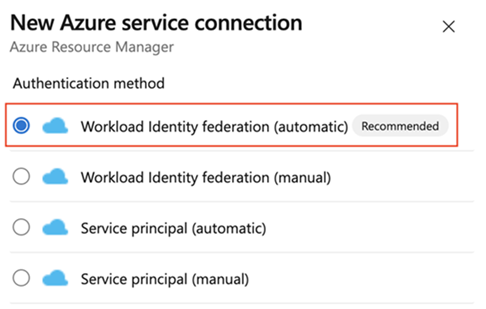 New Azure service connection
Azure Resource Manager
Authentication method
Workload Identity federation (automatic) Recommended
Workload Identity federation (manual)
Service principal (automatic)
Service principal (manual)